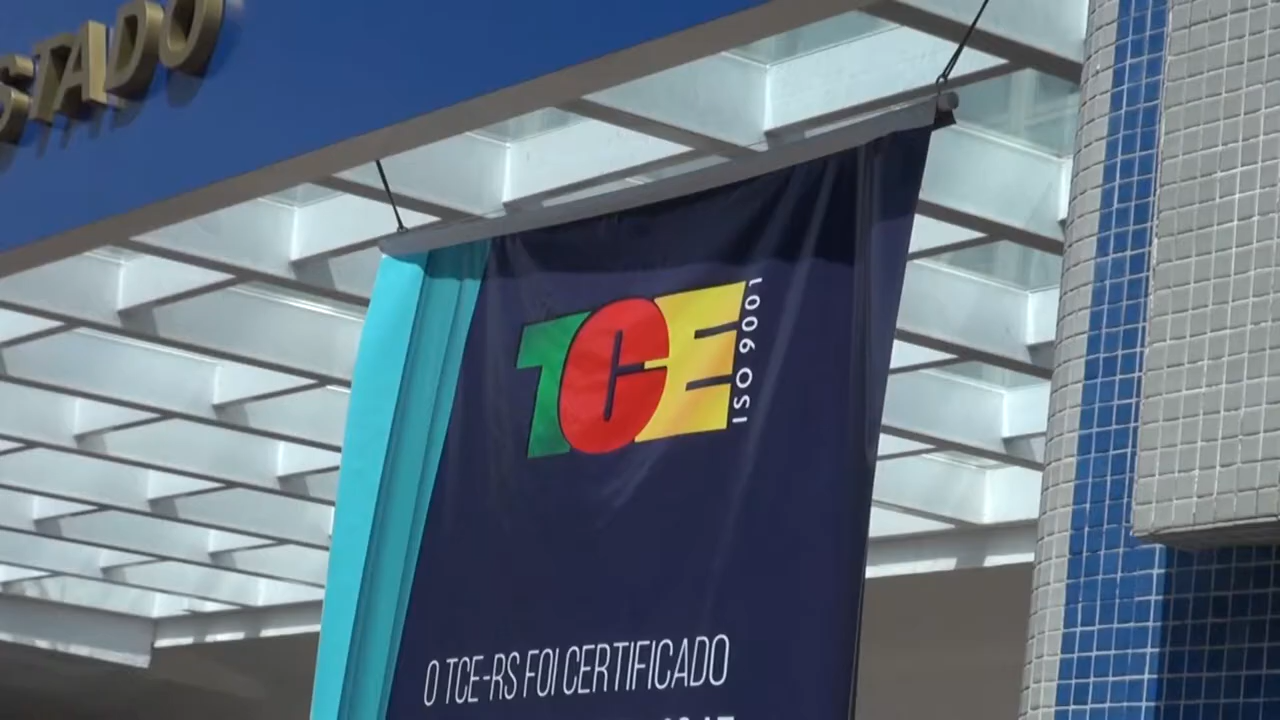 STADO
TCE
ISO 9001
O TCE-RS FOI CERTIFICADO